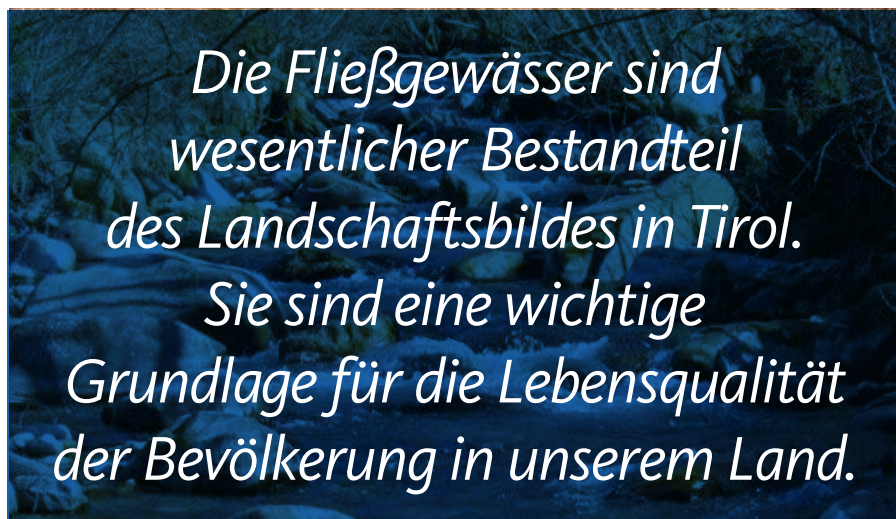 Die Fließgewässer sind
wesentlicher Bestandteil
des Landschaftsbildes in Tirol.
Sie sind eine wichtige
Grundlage für die Lebensqualität
der Bevölkerung in unserem Land.